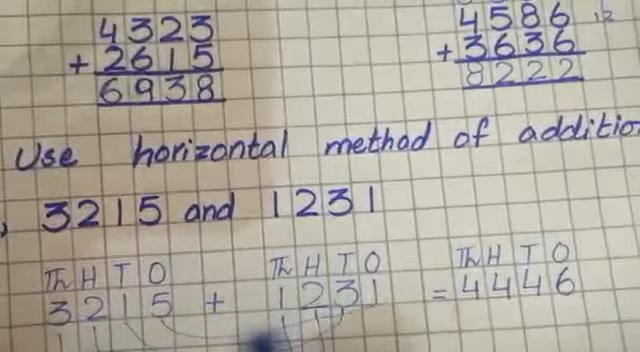 4323 4586 12
+ 2615 + 3636
6938 8222
Use horizontal method of additio
3215 and 1231
Th H T O Th H T O Th H T O
3215 + 1231 = 4446